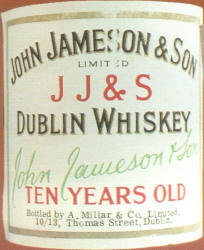 JOHN JAMESON & SON
LIMITED
JJ&S
DUBLIN WHISKEY
John Jameson & Son
TEN YEARS OLD
Bottled by A. Millar & Co, Limited.
10/13, Thomas Street, Dublin.